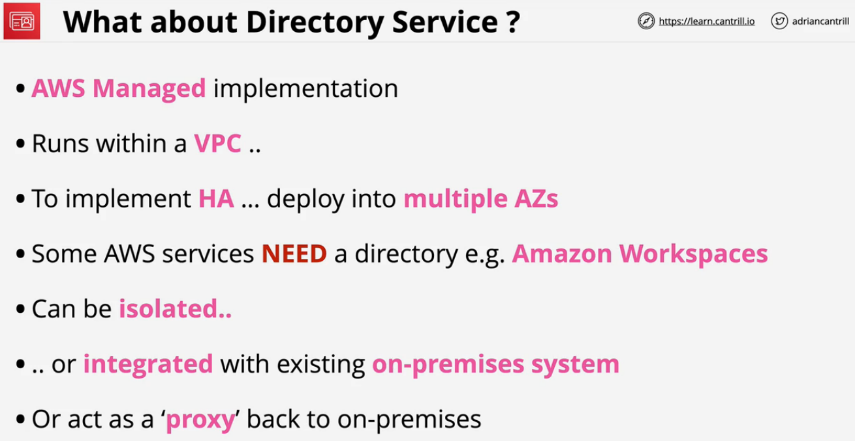 What about Directory Service ?
https://learn.cantrill.io
adriancantrill
• AWS Managed implementation
• Runs within a VPC ..
• To implement HA ... deploy into multiple AZs
• Some AWS services NEED a directory e.g. Amazon Workspaces
• Can be isolated..
• .. or integrated with existing on-premises system
• Or act as a ‘proxy’ back to on-premises